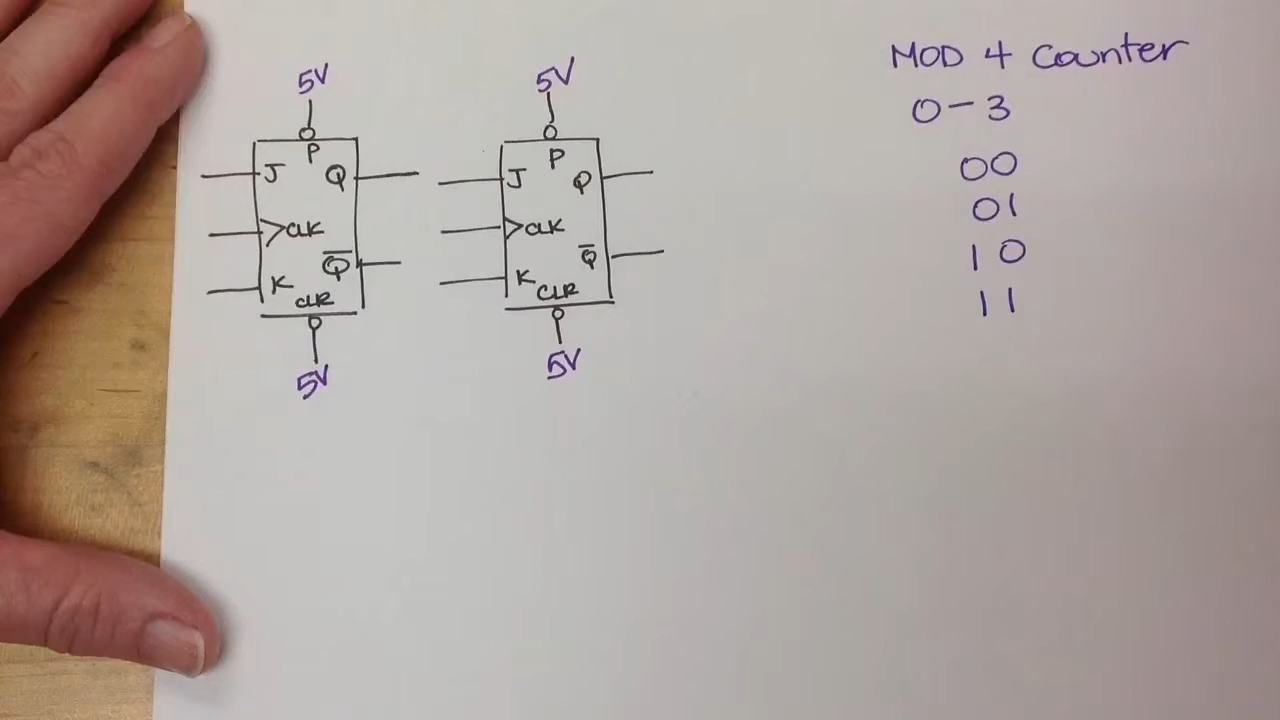 MOD 4 Counter
0-3
00
01
10
11
5V
P
J Q
>CLK
K Q̅
CLR
5V
5V
P
J Q
>CLK
K Q̅
CLR
5V